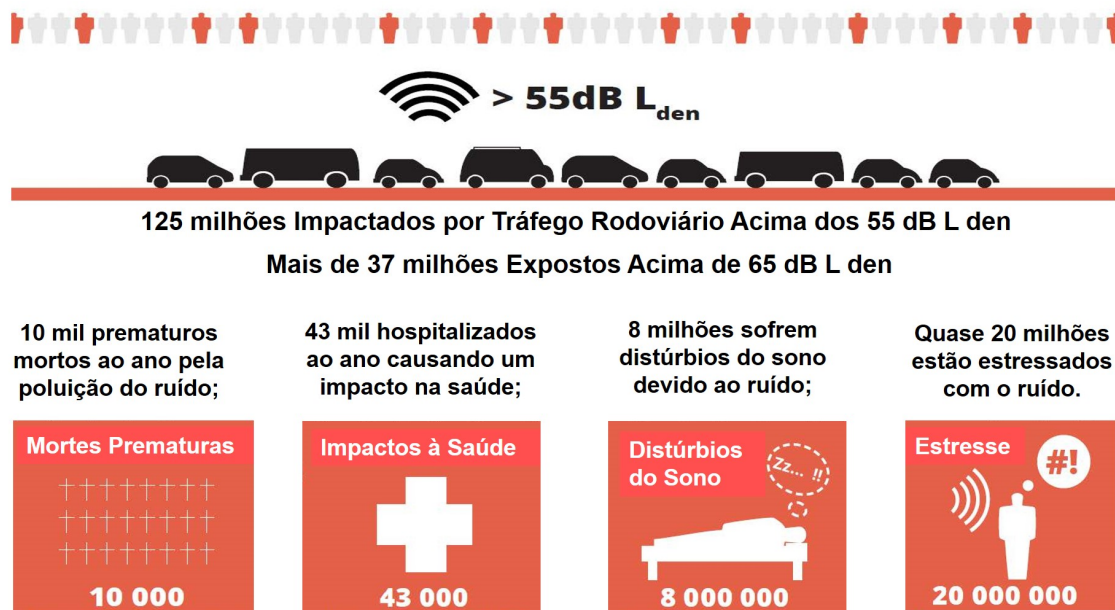 > 55dB Lden
125 milhões Impactados por Tráfego Rodoviário Acima dos 55 dB L den
Mais de 37 milhões Expostos Acima de 65 dB L den
10 mil prematuros
mortos ao ano pela
poluição do ruído;
43 mil hospitalizados
ao ano causando um
impacto na saúde;
8 milhões sofrem
distúrbios do sono
devido ao ruído;
Quase 20 milhões
estão estressados
com o ruído.
Mortes Prematuras
10 000
Impactos à Saúde
43 000
Distúrbios
do Sono
Zz... !!
8 000 000
Estresse
#!
20 000 000